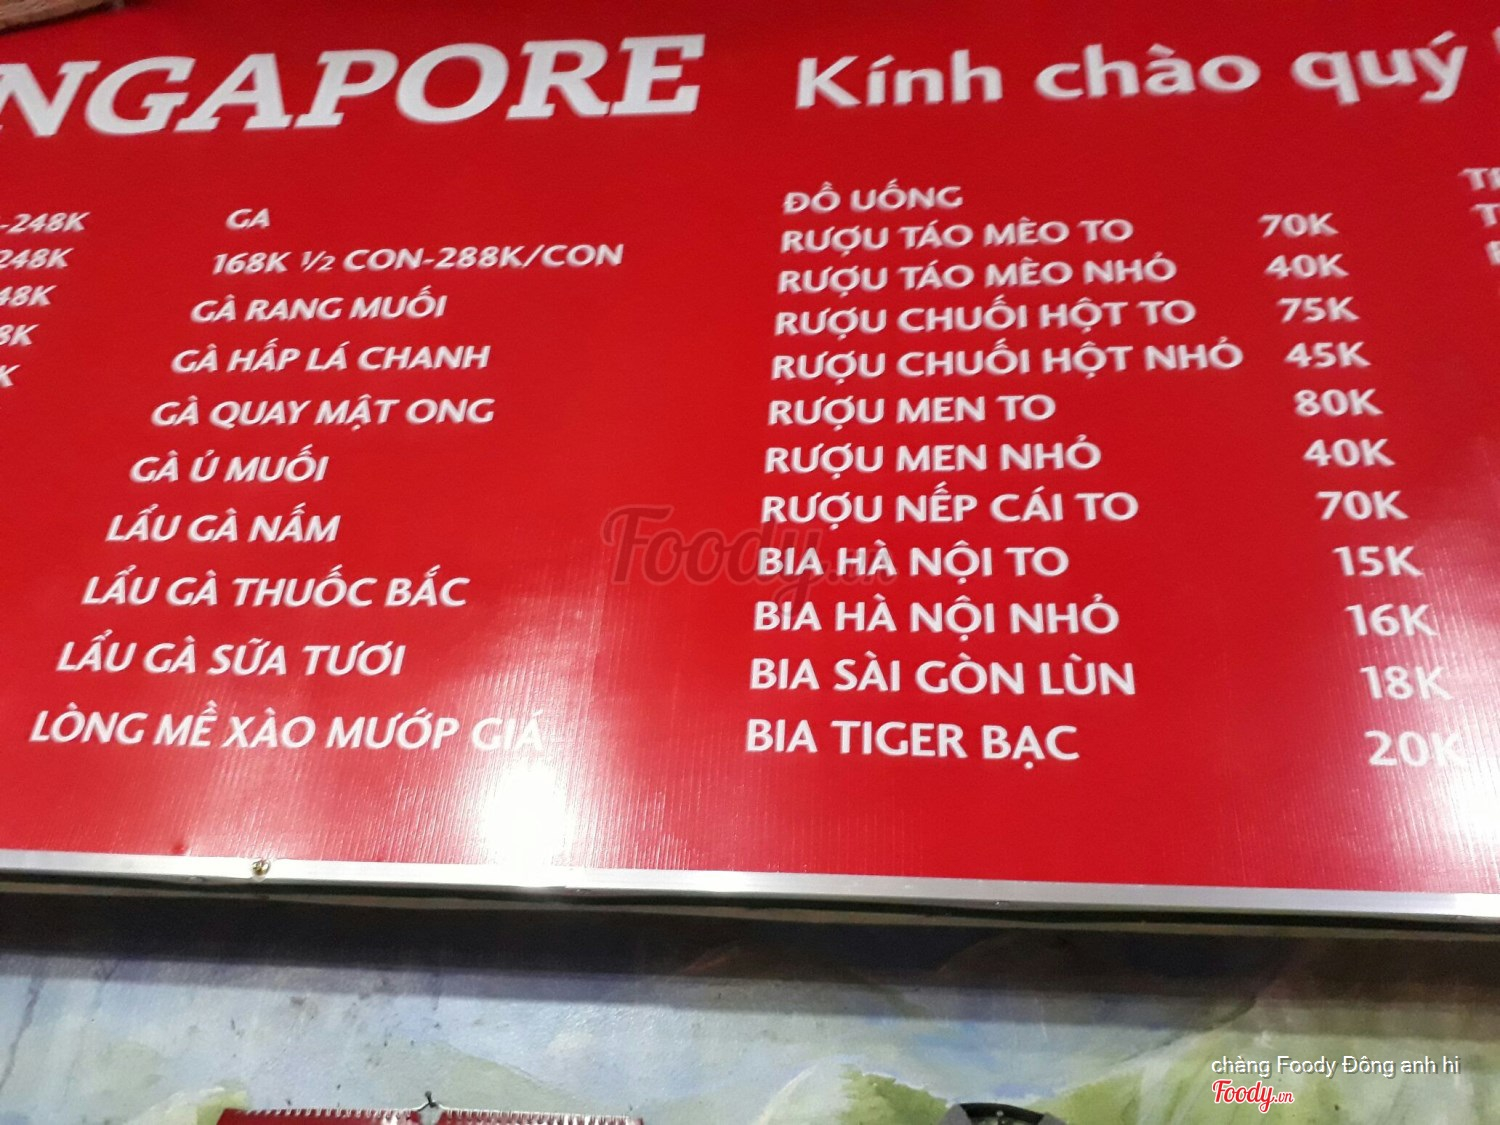 NGAPORE
Kính chào quý
-248K
248K
48K
8K
K
GA
168K ½ CON-288K/CON
GÀ RANG MUỐI
GÀ HẤP LÁ CHANH
GÀ QUAY MẬT ONG
GÀ Ủ MUỐI
LẨU GÀ NẤM
LẨU GÀ THUỐC BẮC
LẨU GÀ SỮA TƯƠI
LÒNG MỀ XÀO MƯỚP GIÁ
ĐỒ UỐNG
RƯỢU TÁO MÈO TO 70K
RƯỢU TÁO MÈO NHỎ 40K
RƯỢU CHUỐI HỘT TO 75K
RƯỢU CHUỐI HỘT NHỎ 45K
RƯỢU MEN TO 80K
RƯỢU MEN NHỎ 40K
RƯỢU NẾP CÁI TO 70K
BIA HÀ NỘI TO 15K
BIA HÀ NỘI NHỎ 16K
BIA SÀI GÒN LÙN 18K
BIA TIGER BẠC 20K
Foody.vn
chàng Foody Đông anh hi
Foody.vn